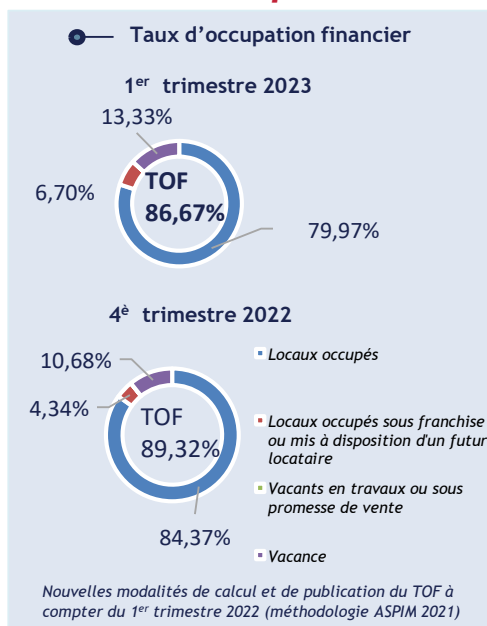 Taux d'occupation financier
1er trimestre 2023
13,33%
6,70%
TOF
86,67%
79,97%
4è trimestre 2022
10,68%
4,34%
TOF
89,32%
84,37%
Locaux occupés
Locaux occupés sous franchise
ou mis à disposition d'un futur
locataire
Vacants en travaux ou sous
promesse de vente
Vacance
Nouvelles modalités de calcul et de publication du TOF à
compter du 1er trimestre 2022 (méthodologie ASPIM 2021)